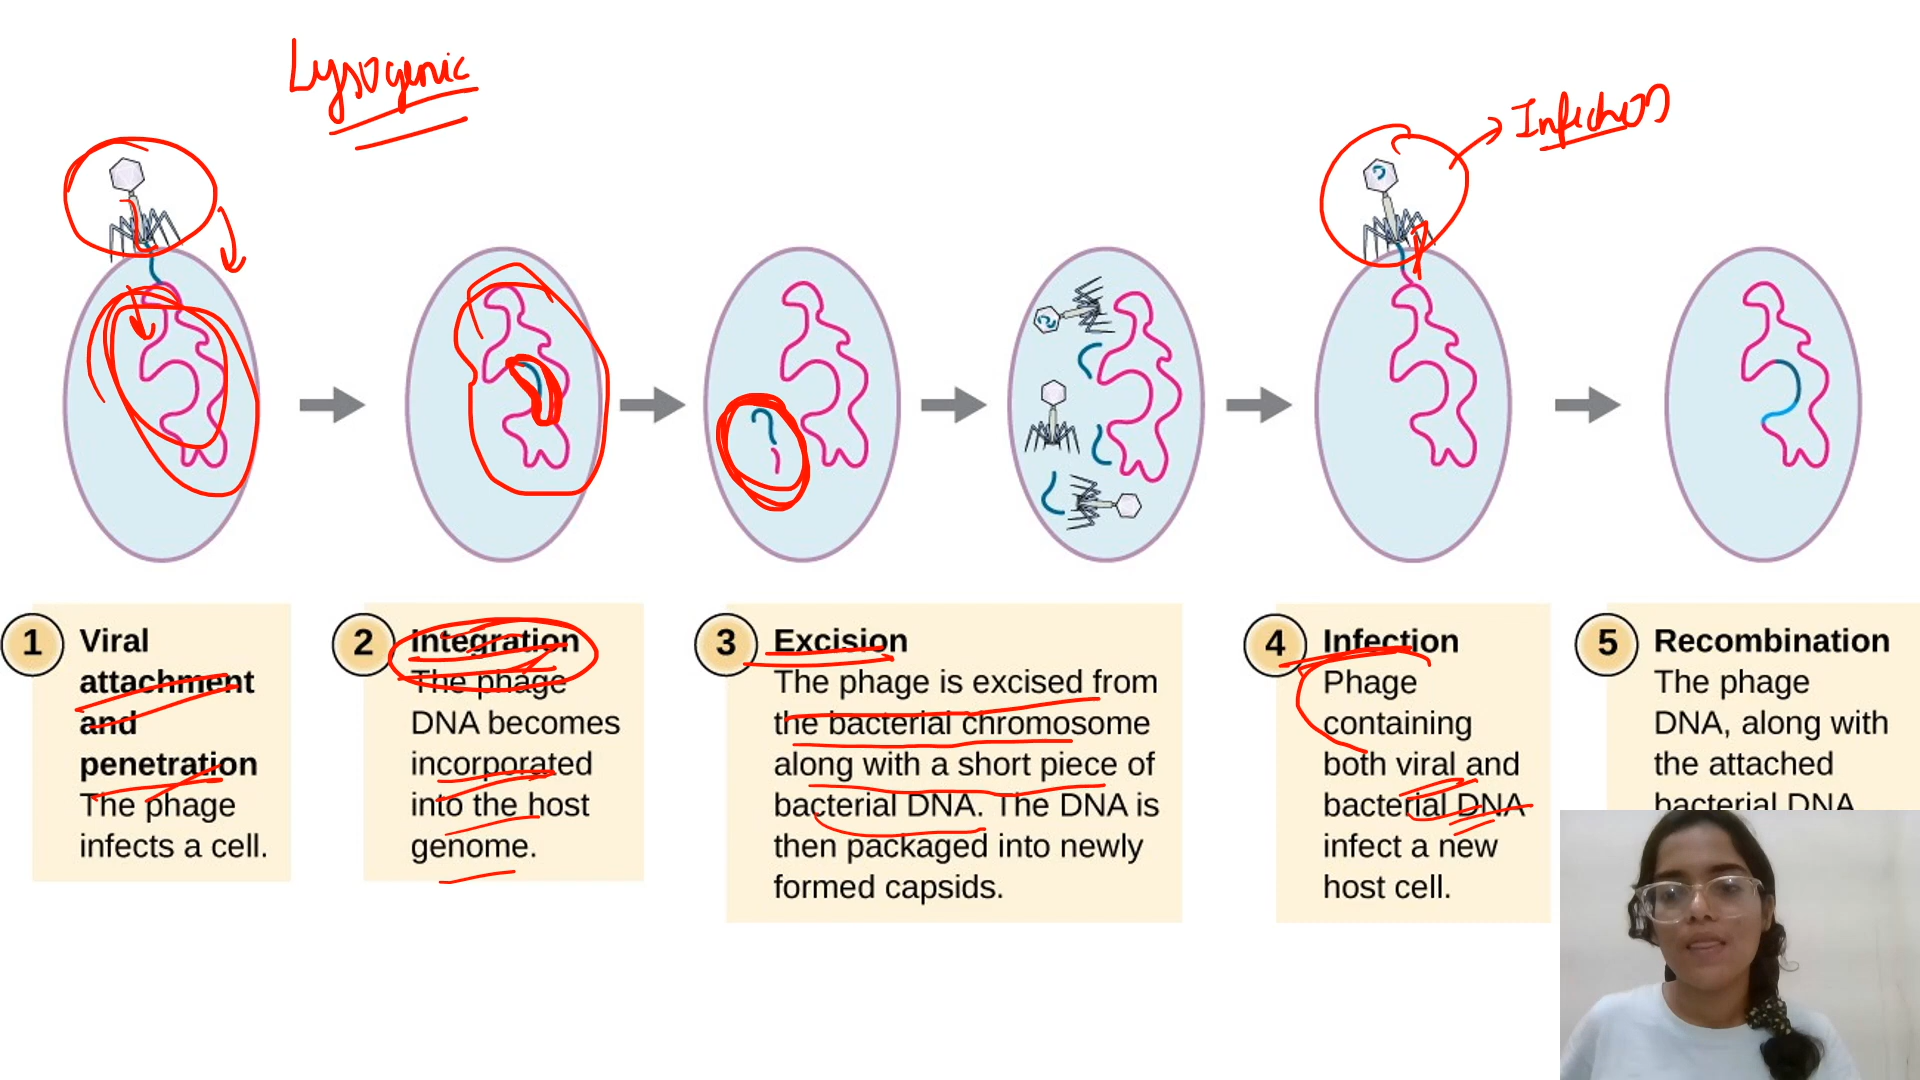 Lysogenic
Infection
1
Viral
attachment
and
penetration
The phage
infects a cell.
2
Integration
The phage
DNA becomes
incorporated
into the host
genome.
3
Excision
The phage is excised from
the bacterial chromosome
along with a short piece of
bacterial DNA. The DNA is
then packaged into newly
formed capsids.
4
Infection
Phage
containing
both viral and
bacterial DNA
infect a new
host cell.
5
Recombination
The phage
DNA, along with
the attached
bacterial DNA